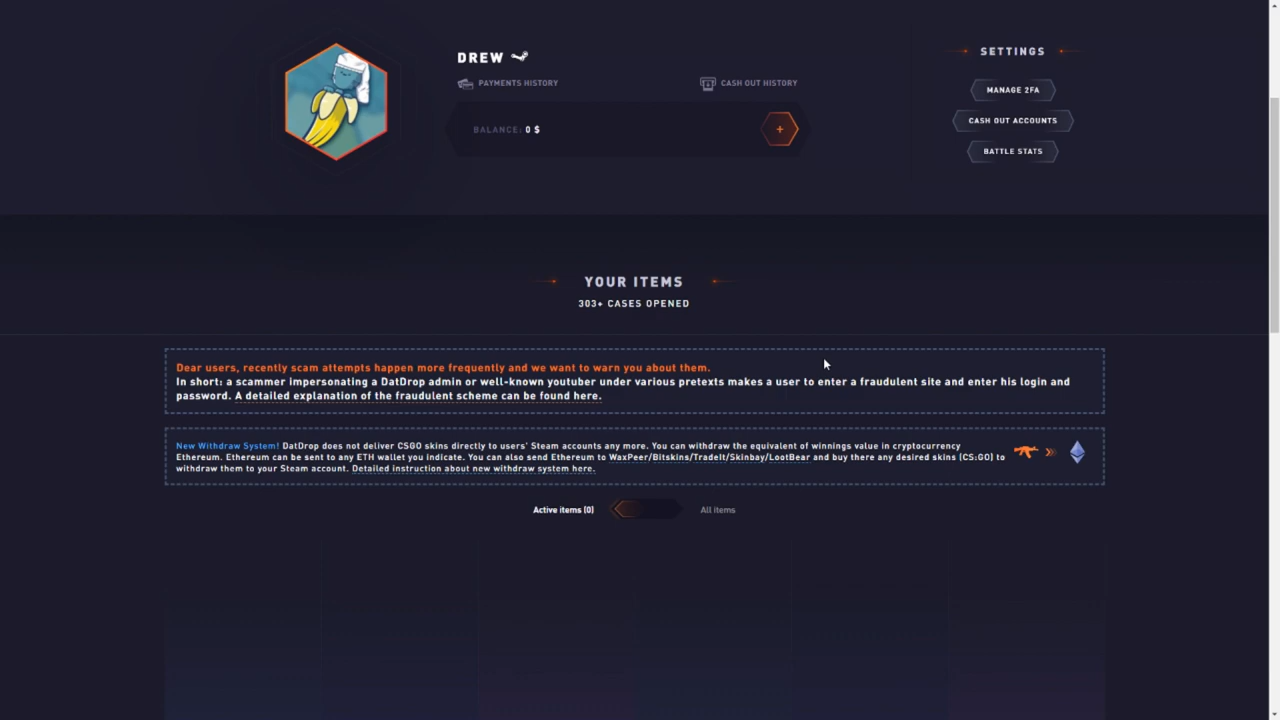 DREW
SETTINGS
PAYMENTS HISTORY
CASH OUT HISTORY
MANAGE 2FA
BALANCE: 0 $
+
CASH OUT ACCOUNTS
BATTLE STATS
YOUR ITEMS
303+ CASES OPENED
Dear users, recently scam attempts happen more frequently and we want to warn you about them.
In short: a scammer impersonating a DatDrop admin or well-known youtuber under various pretexts makes a user to enter a fraudulent site and enter his login and
password. A detailed explanation of the fraudulent scheme can be found here.
New Withdraw System! DatDrop does not deliver CSGO skins directly to users' Steam accounts any more. You can withdraw the equivalent of winnings value in cryptocurrency
Ethereum. Ethereum can be sent to any ETH wallet you indicate. You can also send Ethereum to WaxPeer/Bitskins/TradeIt/Skinbay/LootBear and buy there any desired skins (CS:GO) to
withdraw them to your Steam account. Detailed instruction about new withdraw system here.
Active items (0)
All items